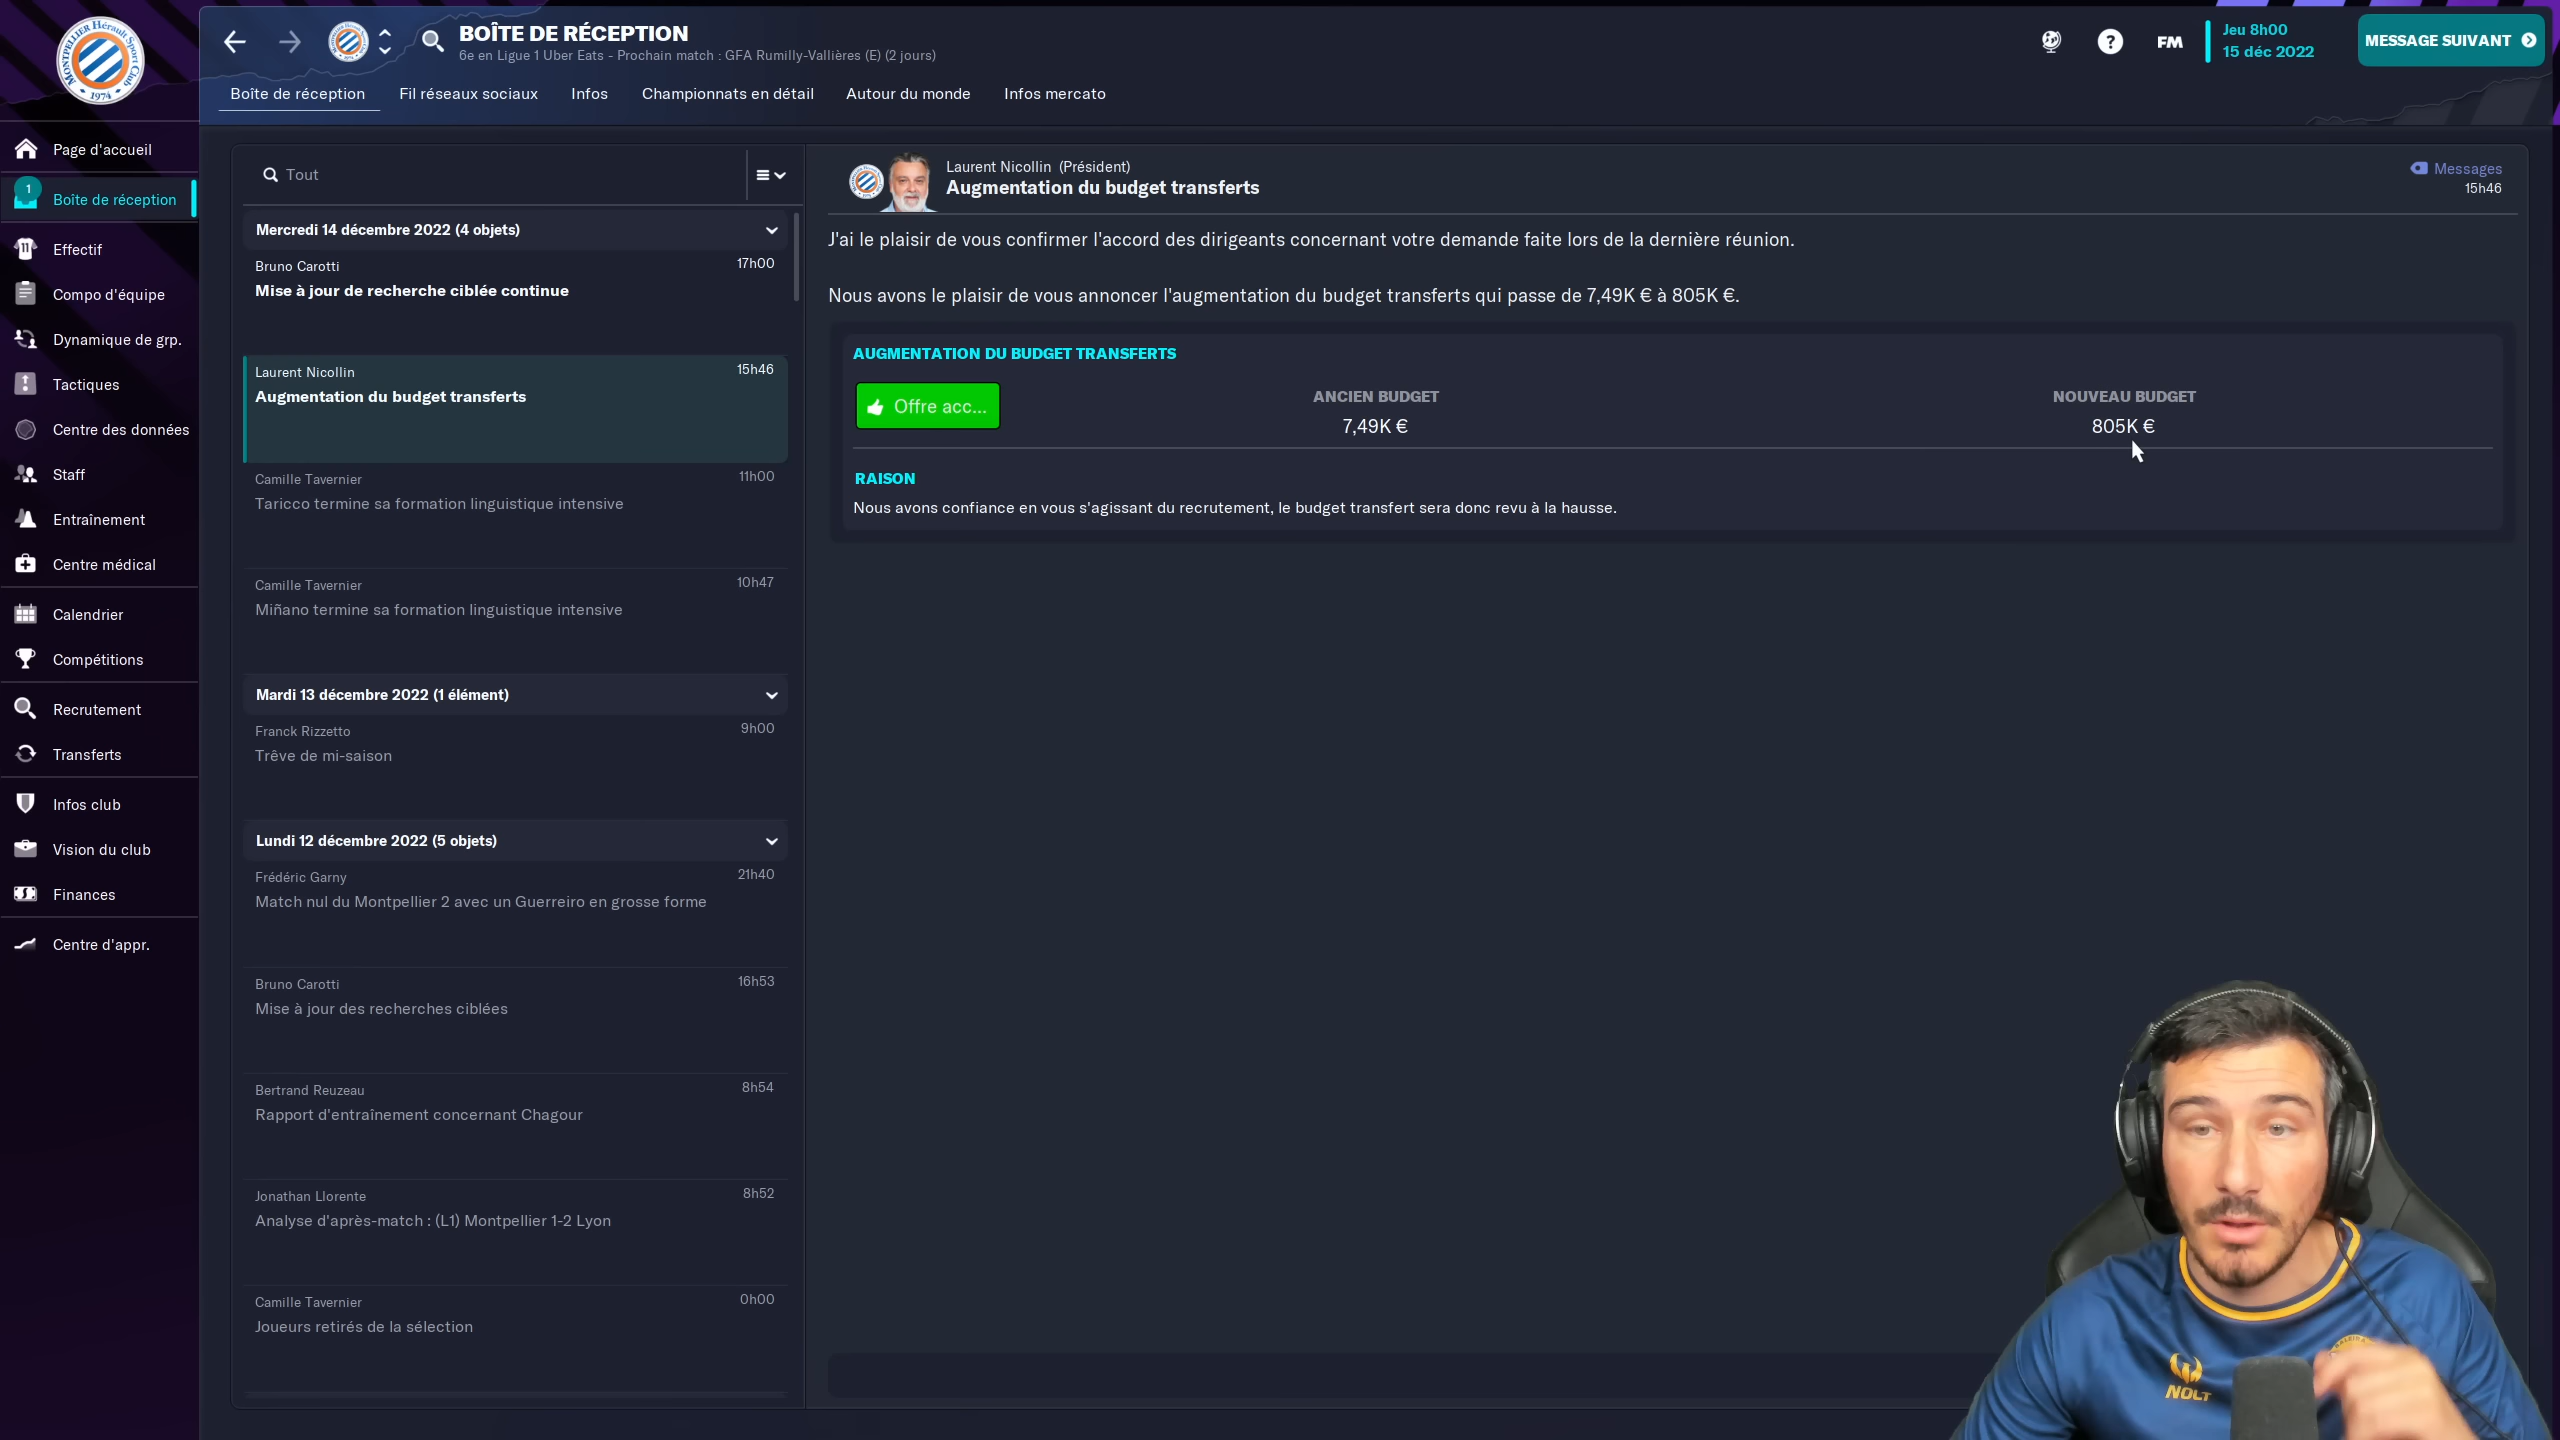 MONTPELLIER Hérault Sport Club
1974
BOÎTE DE RÉCEPTION
6e en Ligue 1 Uber Eats - Prochain match : GFA Rumilly-Vallières (E) (2 jours)
FM
Jeu 8h00
15 déc 2022
MESSAGE SUIVANT
Boîte de réception
Fil réseaux sociaux
Infos
Championnats en détail
Autour du monde
Infos mercato
Page d'accueil
1
Boîte de réception
Effectif
Compo d'équipe
Dynamique de grp.
Tactiques
Centre des données
Staff
Entraînement
Centre médical
Calendrier
Compétitions
Recrutement
Transferts
Infos club
Vision du club
Finances
Centre d'appr.
Tout
Mercredi 14 décembre 2022 (4 objets)
Bruno Carotti
17h00
Mise à jour de recherche ciblée continue
Laurent Nicollin
15h46
Augmentation du budget transferts
Camille Tavernier
11h00
Taricco termine sa formation linguistique intensive
Camille Tavernier
10h47
Miñano termine sa formation linguistique intensive
Mardi 13 décembre 2022 (1 élément)
Franck Rizzetto
9h00
Trêve de mi-saison
Lundi 12 décembre 2022 (5 objets)
Frédéric Garny
21h40
Match nul du Montpellier 2 avec un Guerreiro en grosse forme
Bruno Carotti
16h53
Mise à jour des recherches ciblées
Bertrand Reuzeau
8h54
Rapport d'entraînement concernant Chagour
Jonathan Llorente
8h52
Analyse d'après-match : (L1) Montpellier 1-2 Lyon
Camille Tavernier
0h00
Joueurs retirés de la sélection
Laurent Nicollin (Président)
Augmentation du budget transferts
Messages
15h46
J'ai le plaisir de vous confirmer l'accord des dirigeants concernant votre demande faite lors de la dernière réunion.
Nous avons le plaisir de vous annoncer l'augmentation du budget transferts qui passe de 7,49K € à 805K €.
AUGMENTATION DU BUDGET TRANSFERTS
Offre acc...
ANCIEN BUDGET
7,49K €
NOUVEAU BUDGET
805K €
RAISON
Nous avons confiance en vous s'agissant du recrutement, le budget transfert sera donc revu à la hausse.
NOLT